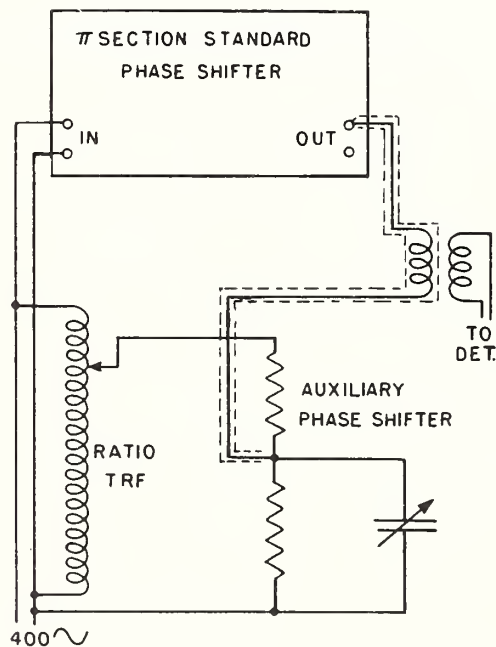 π SECTION STANDARD
PHASE SHIFTER
IN
OUT
TO
DET.
AUXILIARY
PHASE SHIFTER
RATIO
TRF
400~